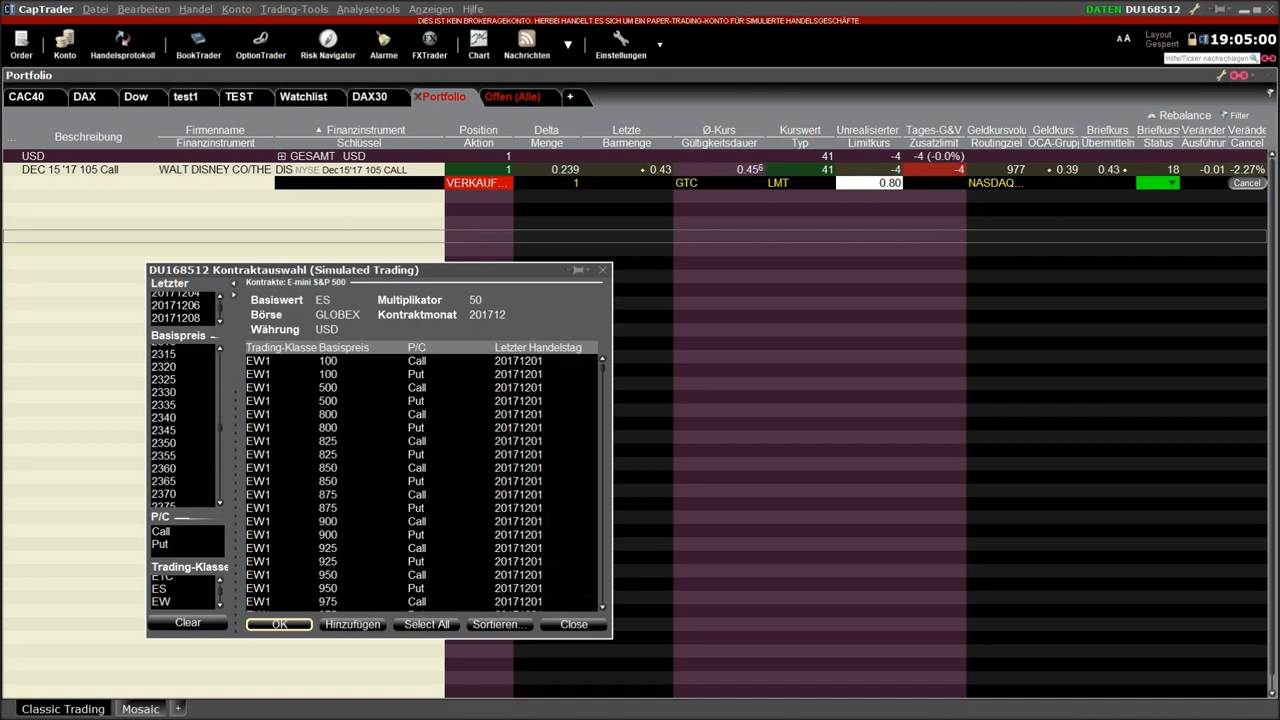 CapTrader Datei Bearbeiten Handel Konto Trading-Tools Analysetools Anzeigen Hilfe DATEN DU168512
DIES IST KEIN BROKERAGEKONTO. HIERBEI HANDELT ES SICH UM EIN PAPER-TRADING-KONTO FÜR SIMULIERTE HANDELSGESCHÄFTE.
Order Konto Handelsprotokoll BookTrader OptionTrader Risk Navigator Alarme FXTrader Chart Nachrichten Einstellungen A A Layout Gesperrt 19:05:00
Hilfe/Ticker nachschlagen
Portfolio
CAC40 DAX Dow test1 TEST Watchlist DAX30 Portfolio Offen (Alle) +
Rebalance Filter
... Beschreibung Firmenname Finanzinstrument Position Delta Letzte Ø-Kurs Kurswert Unrealisierter Tages-G&V Geldkursvolu Geldkurs Briefkurs Briefkurs Veränder Verände
Finanzinstrument Schlüssel Aktion Menge Barmenge Gültigkeitsdauer Typ Limitkurs Zusatzlimit Routingziel OCA-Grupp Übermitteln Status Ausführun Cancel
USD GESAMT USD 1 41 -4 -4 (-0.0%)
DEC 15 '17 105 Call WALT DISNEY CO/THE DIS NYSE Dec15'17 105 CALL 1 0.239 0.43 0.456 41 -4 -4 977 0.39 0.43 18 -0.01 -2.27%
VERKAUF... 1 GTC LMT 0.80 NASDAQ... Cancel
DU168512 Kontraktauswahl (Simulated Trading)
Letzter
20171204
20171206
20171208
Basispreis
2315
2320
2325
2330
2335
2340
2345
2350
2355
2360
2365
2370
2375
P/C
Call
Put
Trading-Klasse
ETC
ES
EW
Clear
Kontrakte: E-mini S&P 500
Basiswert ES Multiplikator 50
Börse GLOBEX Kontraktmonat 201712
Währung USD
Trading-Klasse Basispreis P/C Letzter Handelstag
EW1 100 Call 20171201
EW1 100 Put 20171201
EW1 500 Call 20171201
EW1 500 Put 20171201
EW1 800 Call 20171201
EW1 800 Put 20171201
EW1 825 Call 20171201
EW1 825 Put 20171201
EW1 850 Call 20171201
EW1 850 Put 20171201
EW1 875 Call 20171201
EW1 875 Put 20171201
EW1 900 Call 20171201
EW1 900 Put 20171201
EW1 925 Call 20171201
EW1 925 Put 20171201
EW1 950 Call 20171201
EW1 950 Put 20171201
EW1 975 Call 20171201
OK Hinzufügen Select All Sortieren... Close
Classic Trading Mosaic +